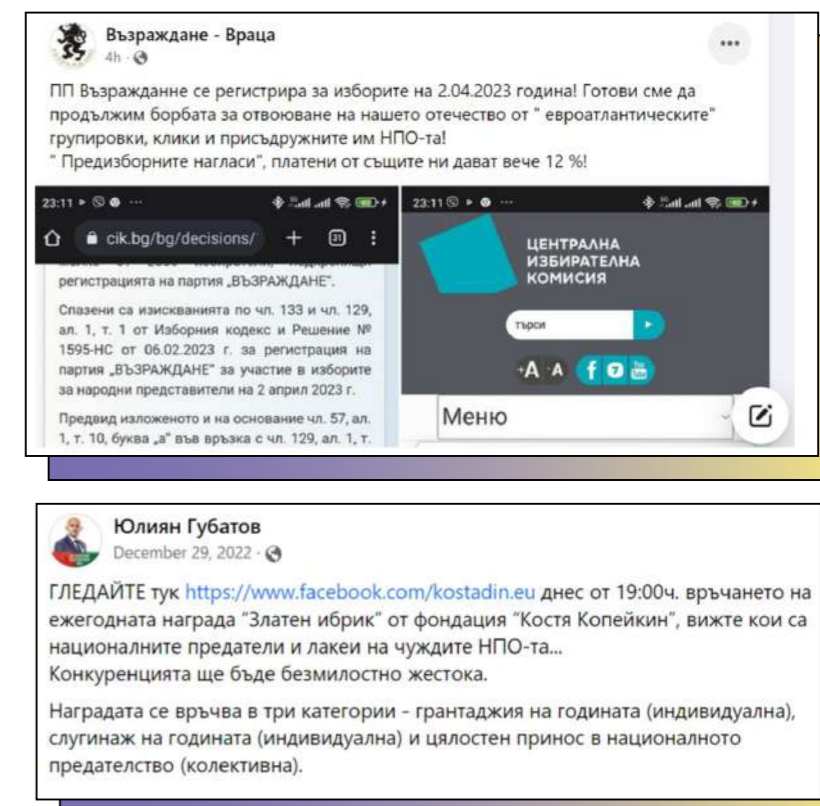 Възраждане - Враца
4h
ПП Възражданне се регистрира за изборите на 2.04.2023 година! Готови сме да
продължим борбата за отвоюване на нашето отечество от " евроатлантическите"
групировки, клики и присъдружните им НПО-та!
" Предизборните нагласи", платени от същите ни дават вече 12 %!
23:11
cik.bg/bg/decisions/
31
регистрацията на партия „ВЪЗРАЖДАНЕ".
Спазени са изискванията по чл. 133 и чл. 129,
ал. 1, т. 1 от Изборния кодекс и Решение №
1595-НС от 06.02.2023 г. за регистрация на
партия „ВЪЗРАЖДАНЕ" за участие в изборите
за народни представители на 2 април 2023 г.
Предвид изложеното и на основание чл. 57, ал.
1, т. 10, буква „а" във връзка с чл. 129, ал. 1, т.
23:11
ЦЕНТРАЛНА
ИЗБИРАТЕЛНА
КОМИСИЯ
търси
+A -A
You Tube
Меню
Юлиян Губатов
December 29, 2022
ГЛЕДАЙТЕ тук https://www.facebook.com/kostadin.eu днес от 19:00ч. връчването на
ежегодната награда "Златен ибрик" от фондация "Костя Копейкин", вижте кои са
националните предатели и лакеи на чуждите НПО-та...
Конкуренцията ще бъде безмилостно жестока.
Наградата се връчва в три категории - грантаджия на годината (индивидуална),
слугинаж на годината (индивидуална) и цялостен принос в националното
предателство (колективна).